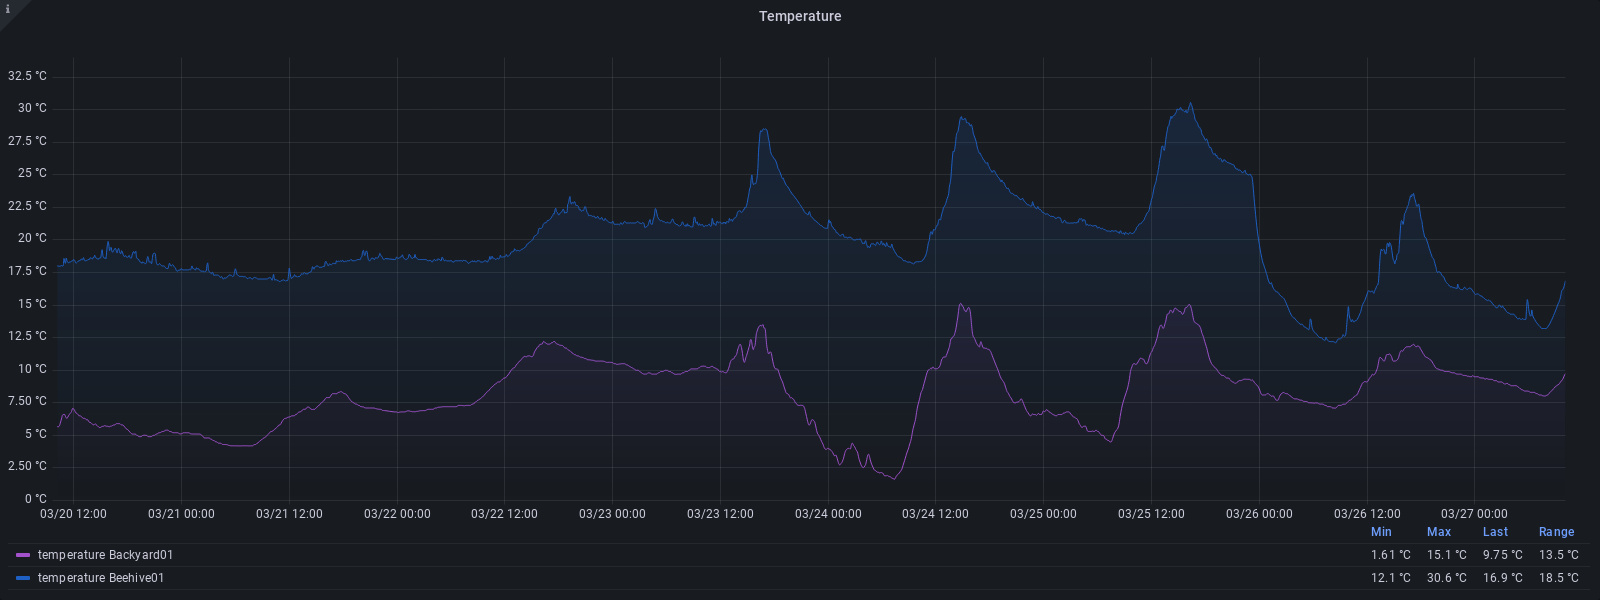 i
Temperature
32.5 °C
30 °C
27.5 °C
25 °C
22.5 °C
20 °C
17.5 °C
15 °C
12.5 °C
10 °C
7.50 °C
5 °C
2.50 °C
0 °C
03/20 12:00 03/21 00:00 03/21 12:00 03/22 00:00 03/22 12:00 03/23 00:00 03/23 12:00 03/24 00:00 03/24 12:00 03/25 00:00 03/25 12:00 03/26 00:00 03/26 12:00 03/27 00:00
Min Max Last Range
temperature Backyard01 1.61 °C 15.1 °C 9.75 °C 13.5 °C
temperature Beehive01 12.1 °C 30.6 °C 16.9 °C 18.5 °C